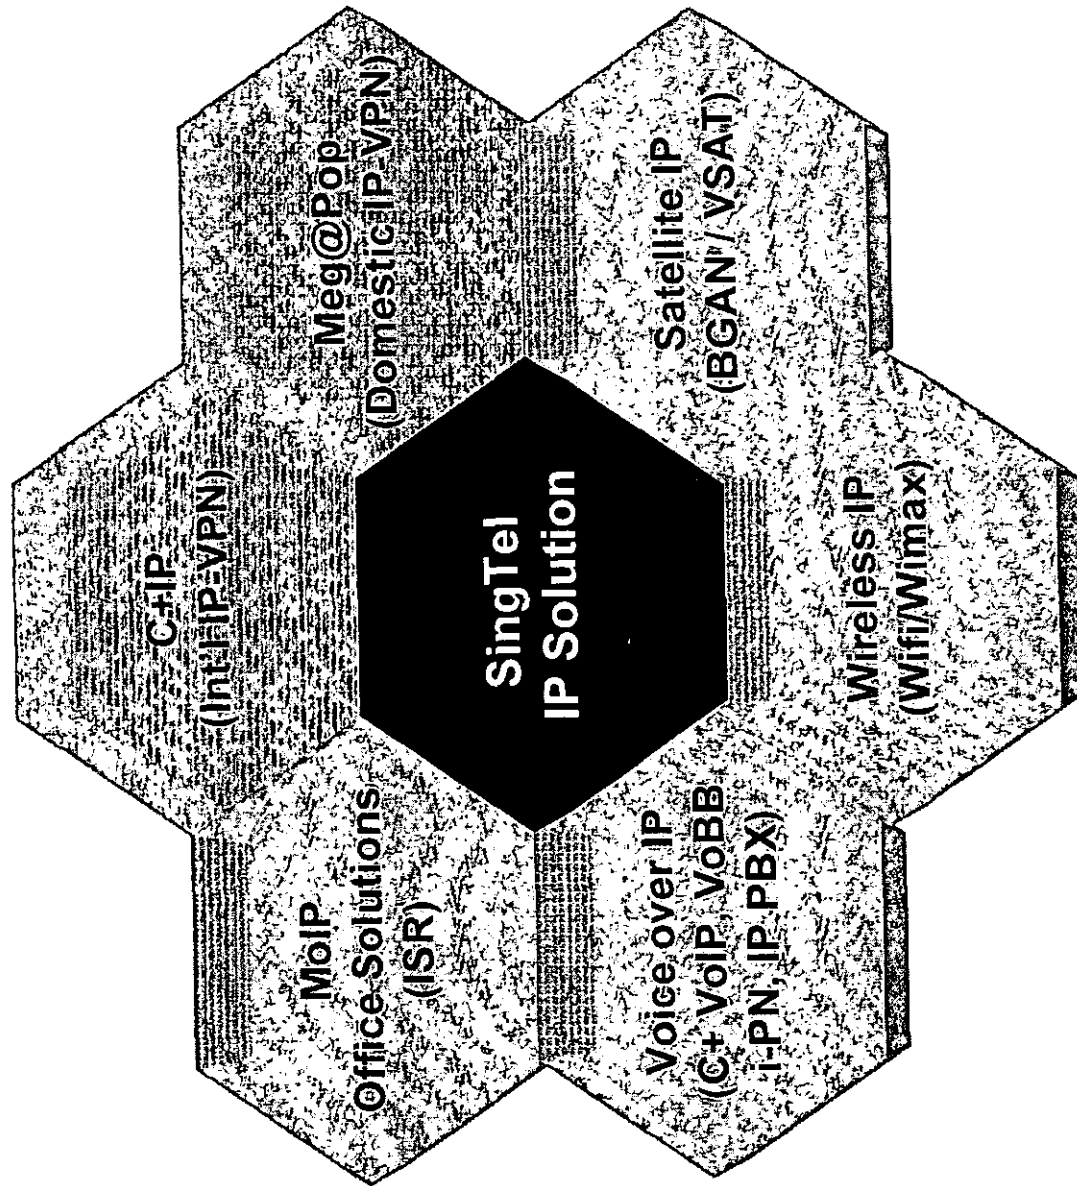 C+IP
(Int'l IP-VPN)
Meg@Pop
(Domestic IP-VPN)
Satellite IP
(BGAN / VSAT)
Wireless IP
(Wifi/Wimax)
Voice over IP
(C+ VoIP, VoBB
i-PN, IP PBX)
MoIP
Office Solutions
(ISR)
SingTel
IP Solution